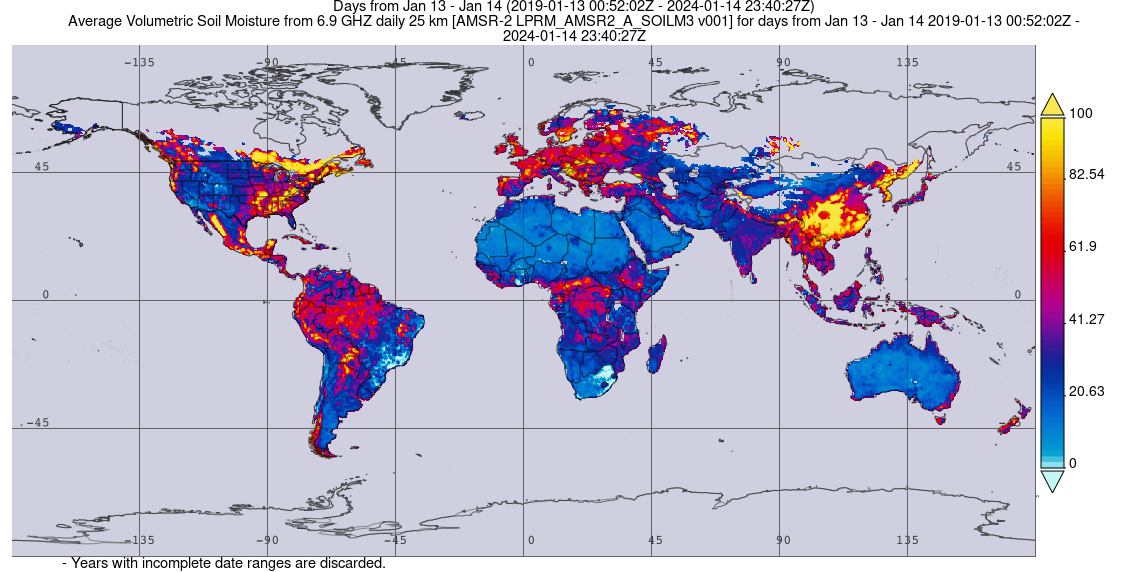 Days from Jan 13 - Jan 14 (2019-01-13 00:52:02Z - 2024-01-14 23:40:27Z)
Average Volumetric Soil Moisture from 6.9 GHZ daily 25 km [AMSR-2 LPRM_AMSR2_A_SOILM3 v001] for days from Jan 13 - Jan 14 2019-01-13 00:52:02Z -
2024-01-14 23:40:27Z
-135 -90 -45 0 45 90 135
100
45 45
82.54
61.9
0 0
41.27
20.63
-45
0
-135 -90 -45 0 45 90 135
- Years with incomplete date ranges are discarded.